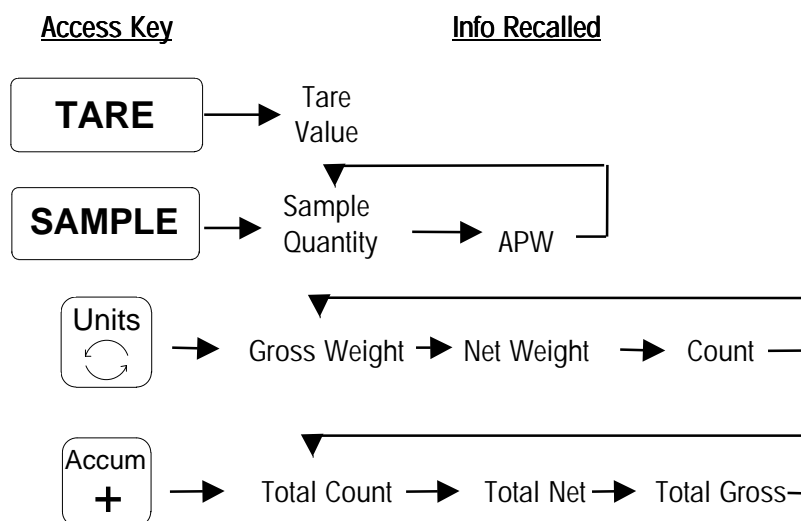 Access Key Info Recalled
TARE
Tare
Value
SAMPLE
Sample
Quantity
APW
Units
Gross Weight Net Weight Count
Accum
+
Total Count Total Net Total Gross